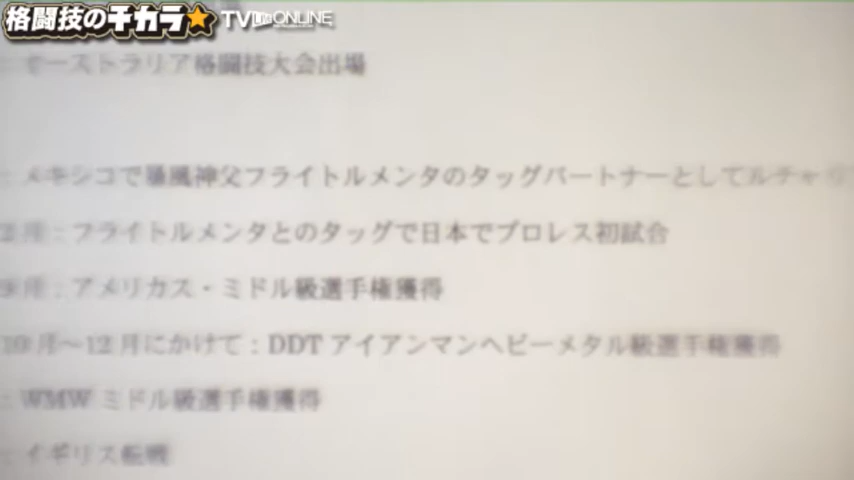 格闘技のチカラ★ TV LIFE ONLINE
：オーストラリア格闘技大会出場
：メキシコで暴風神父フライトルメンタのタッグパートナーとしてルチャ
月：フライトルメンタとのタッグで日本でプロレス初試合
月：アメリカス・ミドル級選手権獲得
10月～12月にかけて：DDTアイアンマンヘビーメタル級選手権獲得
：WMWミドル級選手権獲得
：イギリス転戦